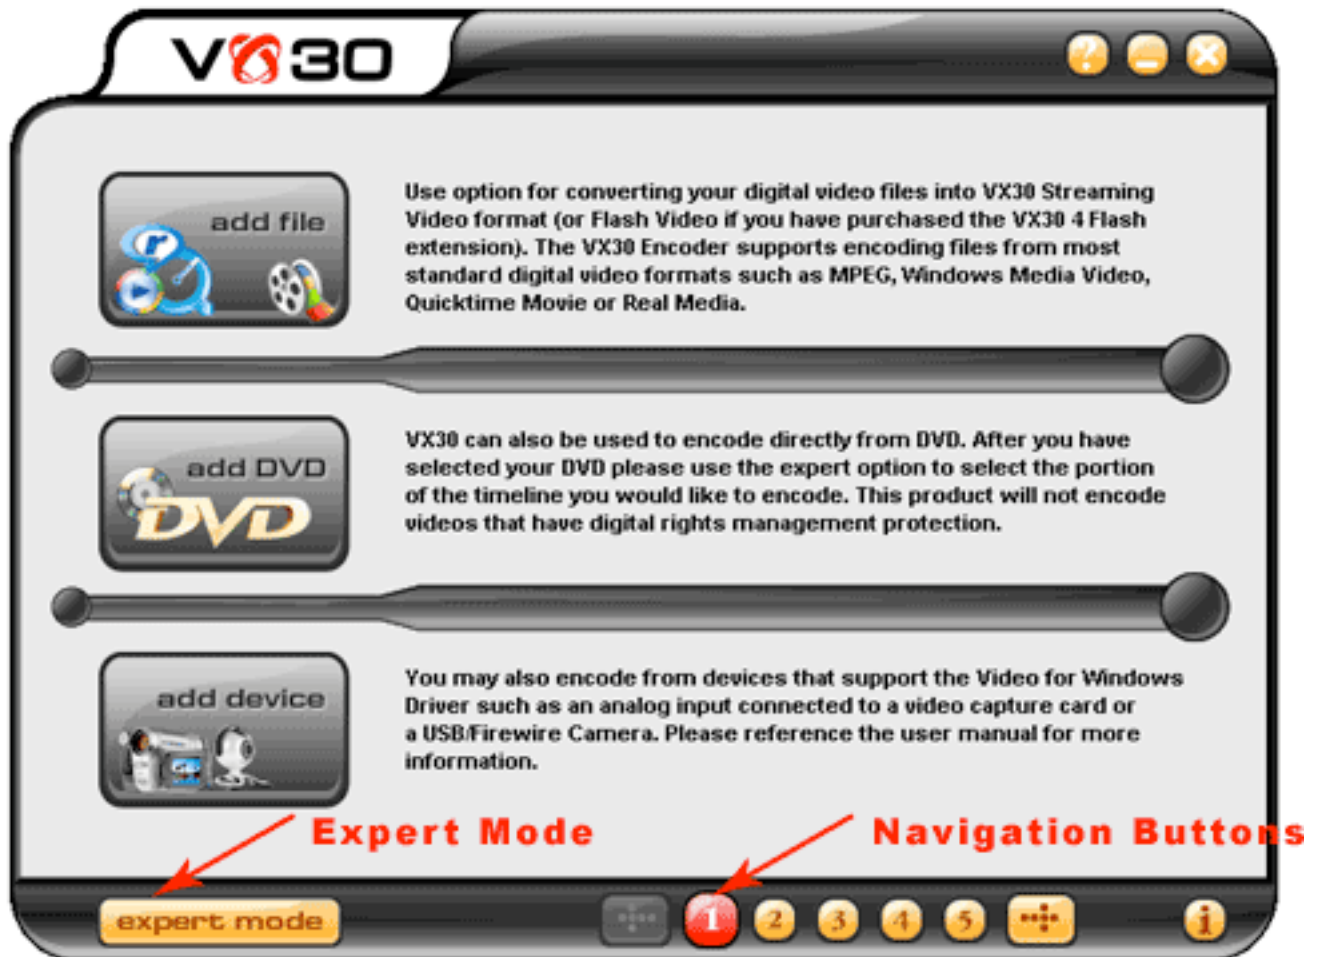 VX30
?
add file
Use option for converting your digital video files into VX30 Streaming
Video format (or Flash Video if you have purchased the VX30 4 Flash
extension). The VX30 Encoder supports encoding files from most
standard digital video formats such as MPEG, Windows Media Video,
Quicktime Movie or Real Media.
add DVD
DVD
VX30 can also be used to encode directly from DVD. After you have
selected your DVD please use the expert option to select the portion
of the timeline you would like to encode. This product will not encode
videos that have digital rights management protection.
add device
You may also encode from devices that support the Video for Windows
Driver such as an analog input connected to a video capture card or
a USB/Firewire Camera. Please reference the user manual for more
information.
Expert Mode
Navigation Buttons
expert mode
1 2 3 4 5
i